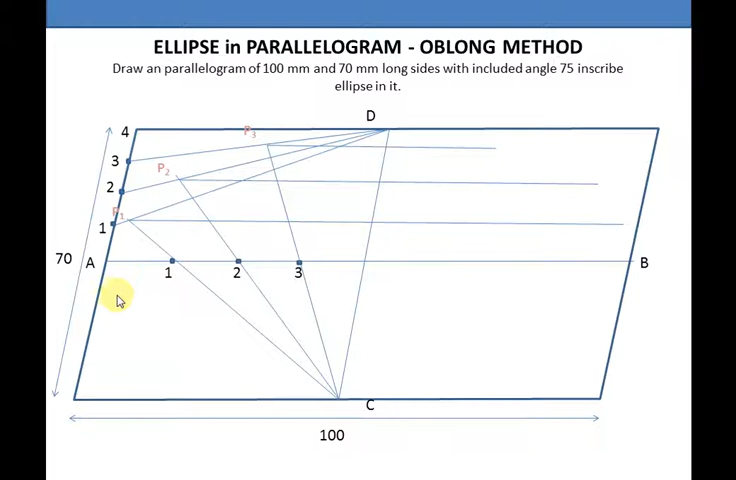 ELLIPSE in PARALLELOGRAM - OBLONG METHOD
Draw an parallelogram of 100 mm and 70 mm long sides with included angle 75 inscribe
ellipse in it.
D
4
P3
3
P2
2
P1
1
70
A
B
1
2
3
C
100